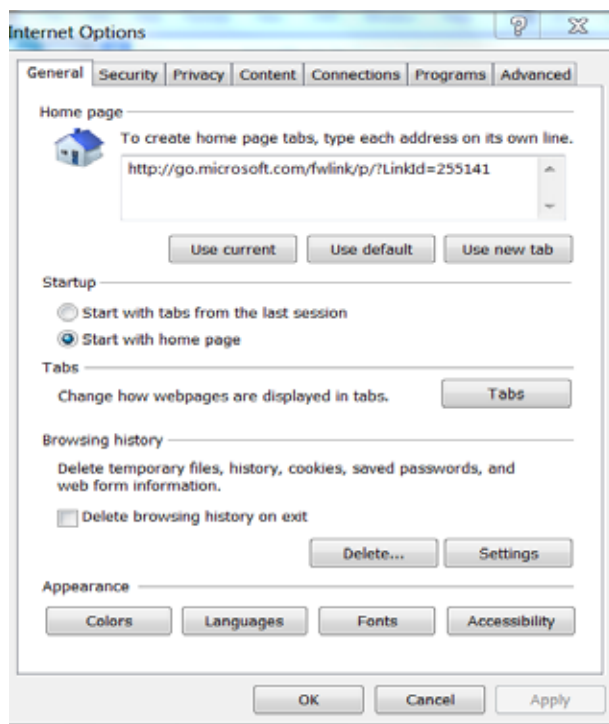 Internet Options
General Security Privacy Content Connections Programs Advanced
Home page
To create home page tabs, type each address on its own line.
http://go.microsoft.com/fwlink/p/?LinkId=255141
Use current Use default Use new tab
Startup
Start with tabs from the last session
Start with home page
Tabs
Change how webpages are displayed in tabs. Tabs
Browsing history
Delete temporary files, history, cookies, saved passwords, and
web form information.
Delete browsing history on exit
Delete... Settings
Appearance
Colors Languages Fonts Accessibility
OK Cancel Apply